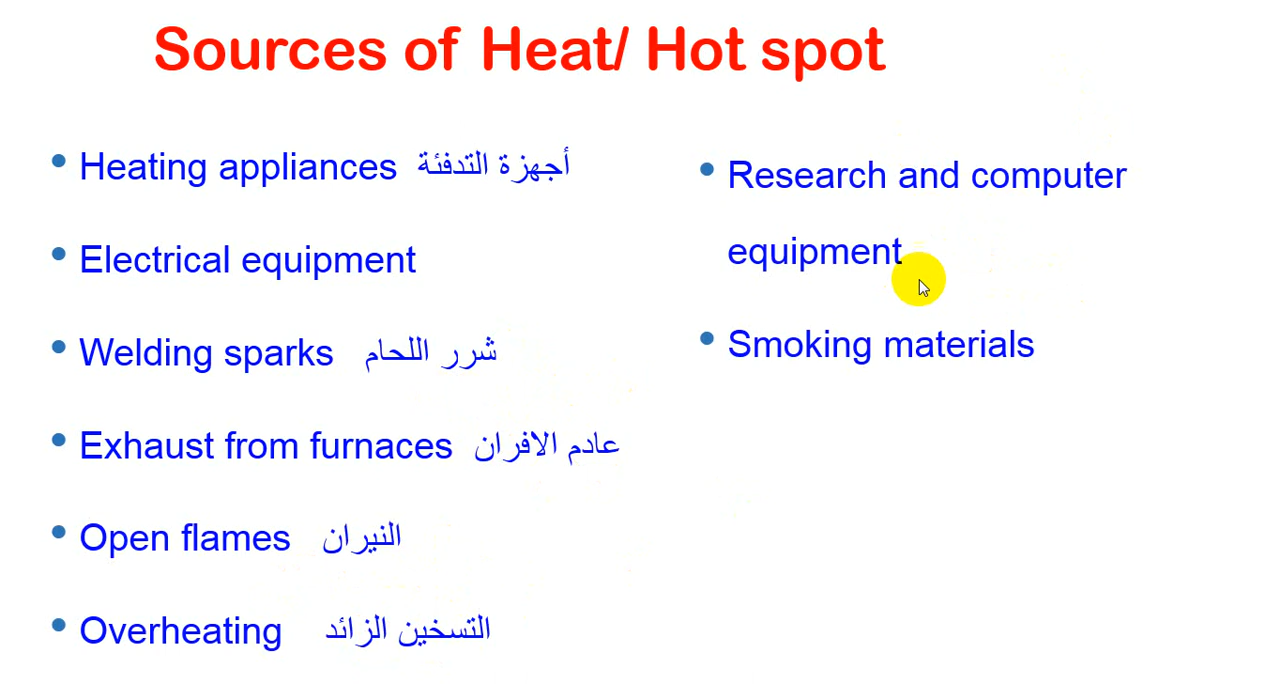 Sources of Heat/ Hot spot
• Heating appliances أجهزة التدفئة
• Electrical equipment
• Welding sparks شرر اللحام
• Exhaust from furnaces عادم الافران
• Open flames النيران
• Overheating التسخين الزائد
• Research and computer
equipment
• Smoking materials